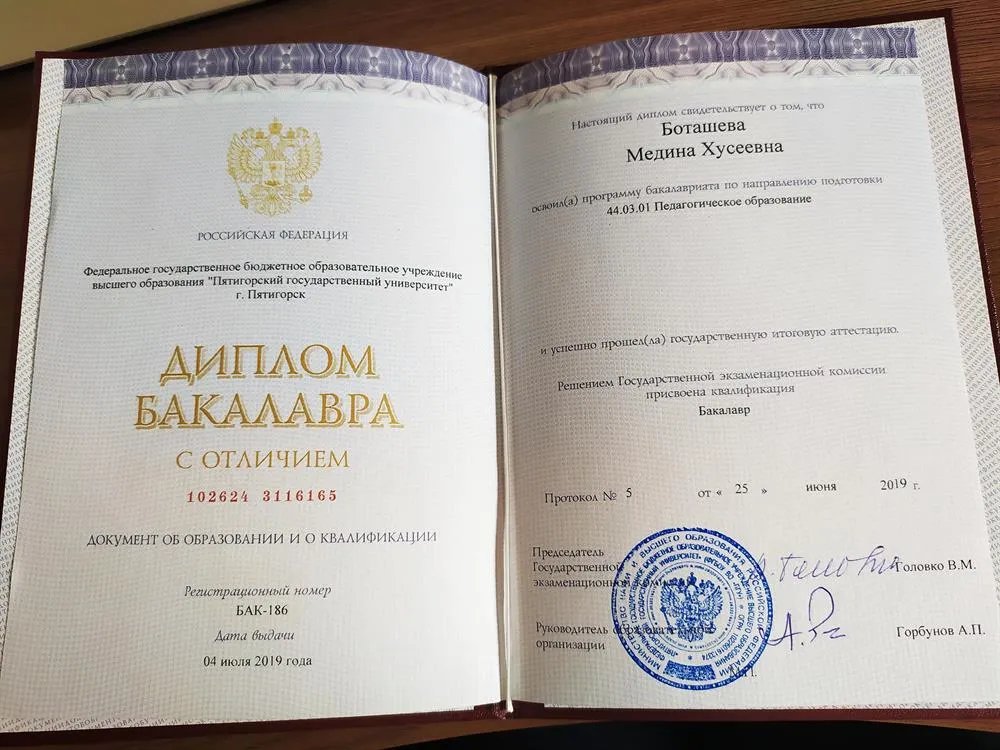 РОССИЙСКАЯ ФЕДЕРАЦИЯ
Федеральное государственное бюджетное образовательное учреждение
высшего образования "Пятигорский государственный университет"
г. Пятигорск
ДИПЛОМ
БАКАЛАВРА
С ОТЛИЧИЕМ
102624 3116165
ДОКУМЕНТ ОБ ОБРАЗОВАНИИ И О КВАЛИФИКАЦИИ
Регистрационный номер
БАК-186
Дата выдачи
04 июля 2019 года
Настоящий диплом свидетельствует о том, что
Боташева
Медина Хусеевна
освоил(а) программу бакалавриата по направлению подготовки
44.03.01 Педагогическое образование
и успешно прошел(ла) государственную итоговую аттестацию.
Решением Государственной экзаменационной комиссии
присвоена квалификация
Бакалавр
Протокол № 5 от « 25 » июня 2019 г.
Председатель
Государственной
экзаменационной комиссии
Головко В.М.
Руководитель образовательной
организации
Горбунов А.П.
М.П.